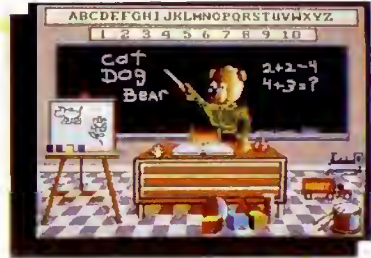 ABCDEFGHIJKLMNOPQRSTUVWXYZ
1 2 3 4 5 6 7 8 9 10
Cat
DOg
BEAr
2+2=4
4+3=?